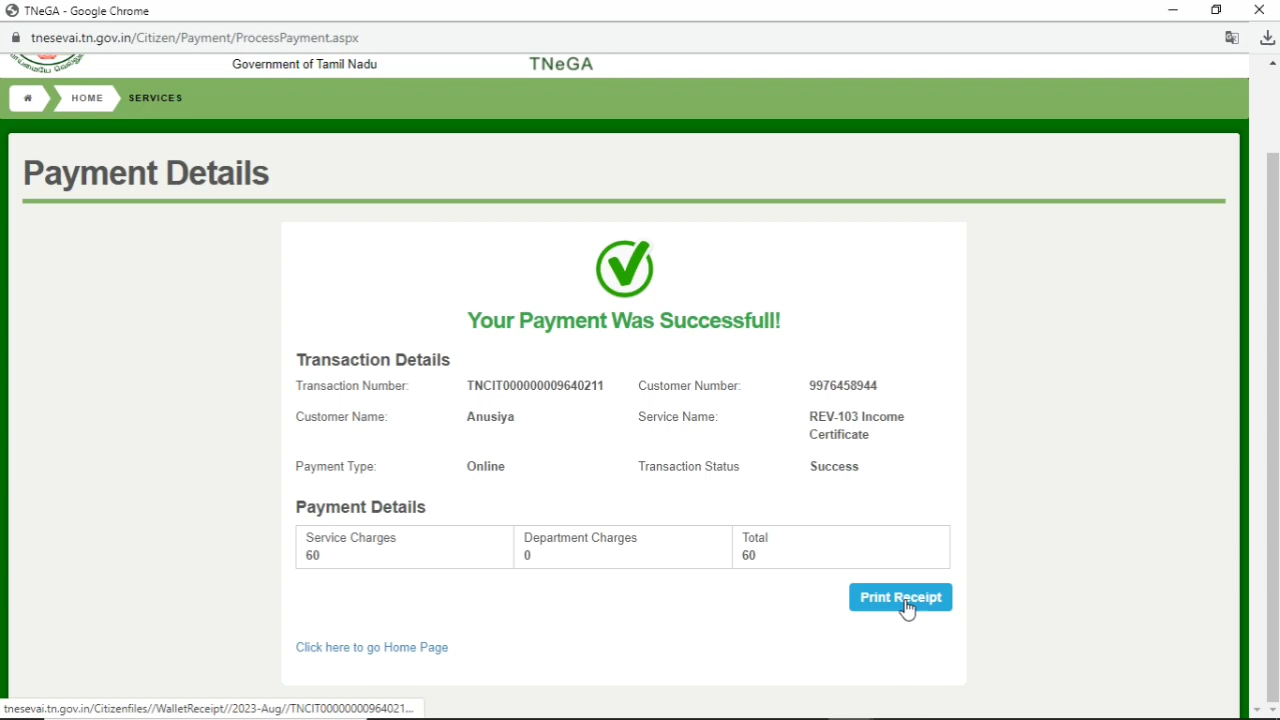 TNeGA - Google Chrome
tnesevai.tn.gov.in/Citizen/Payment/ProcessPayment.aspx
Government of Tamil Nadu
TNeGA
HOME
SERVICES
Payment Details
Your Payment Was Successfull!
Transaction Details
Transaction Number: TNCIT000000009640211 Customer Number: 9976458944
Customer Name: Anusiya Service Name: REV-103 Income
Certificate
Payment Type: Online Transaction Status Success
Payment Details
Service Charges Department Charges Total
60 0 60
Print Receipt
Click here to go Home Page
tnesevai.tn.gov.in/Citizenfiles//WalletReceipt//2023-Aug//TNCIT00000000964021...